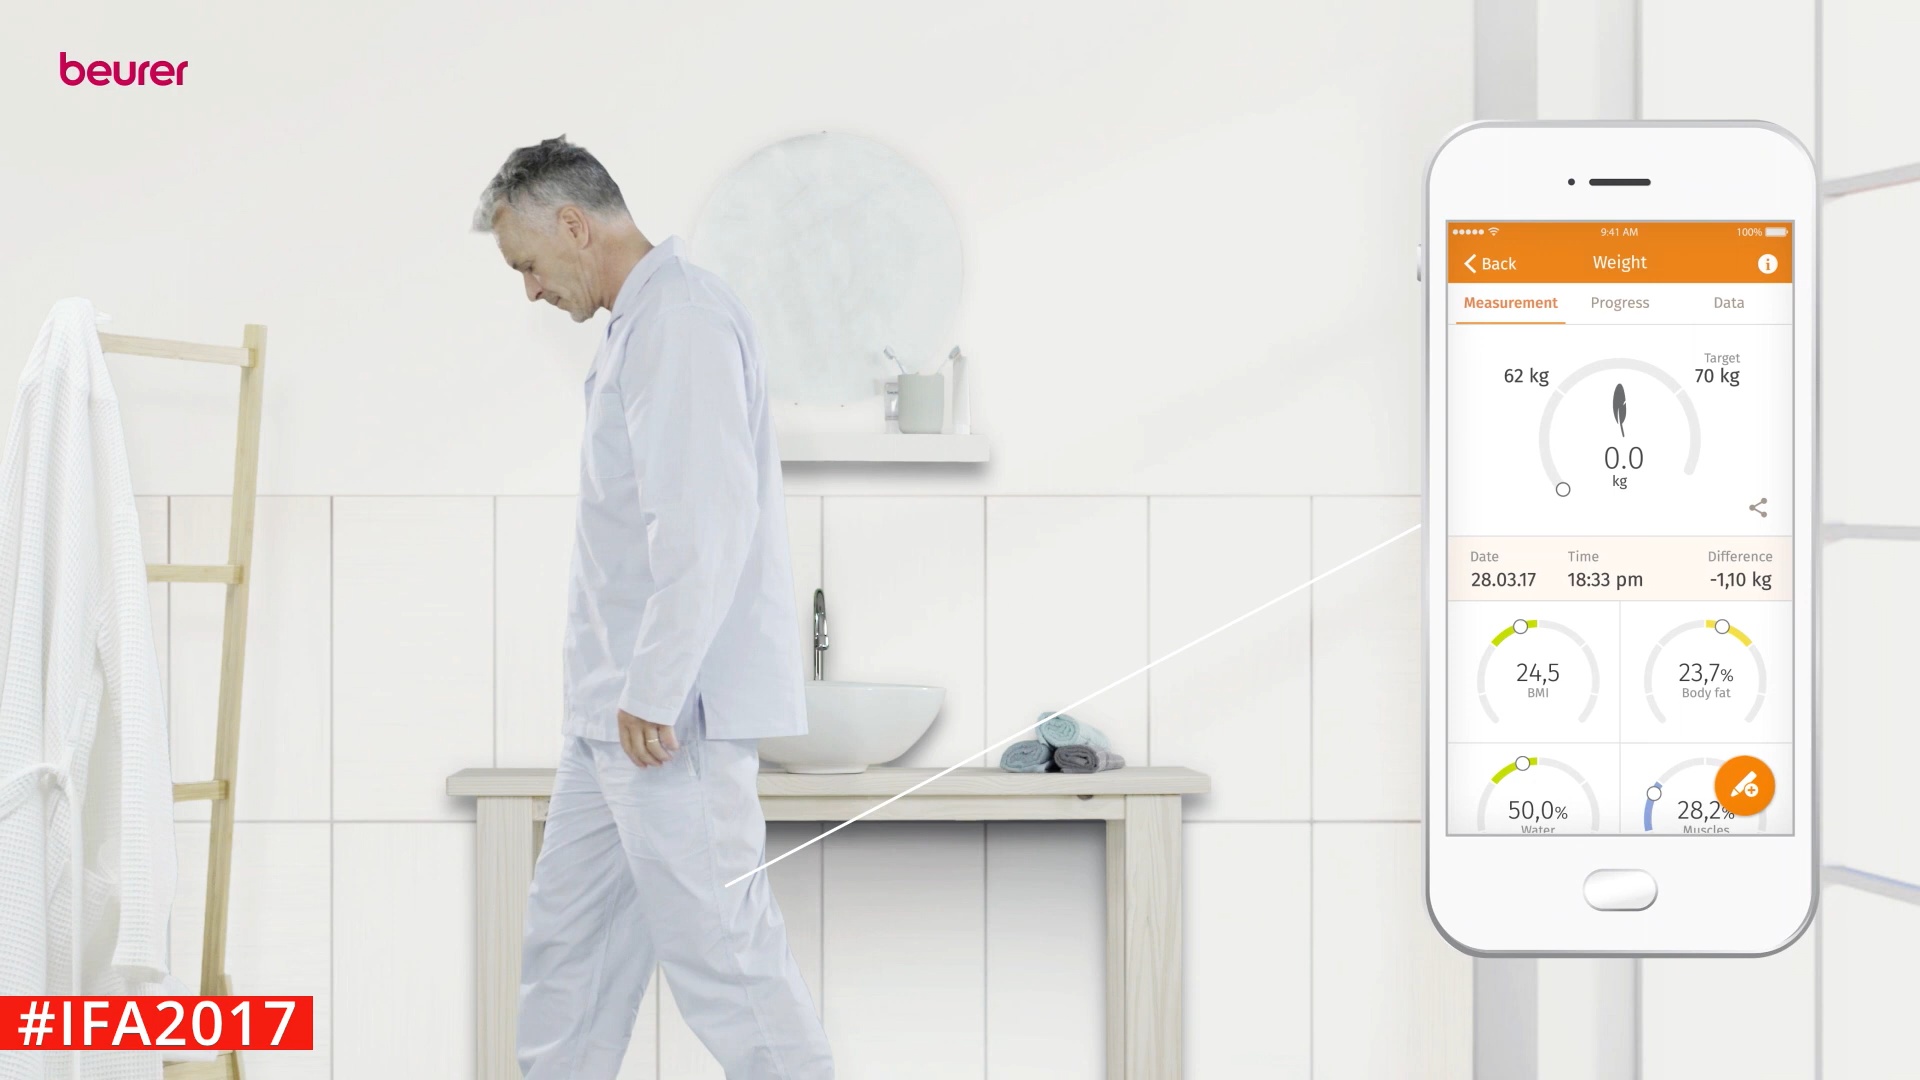 beurer
9:41 AM
100%
Back
Weight
Measurement
Progress
Data
62 kg
Target
70 kg
0.0
kg
Date
Time
Difference
28.03.17
18:33 pm
-1,10 kg
24,5
BMI
23,7%
Body fat
50,0%
Water
28,2%
Muscles
#IFA2017